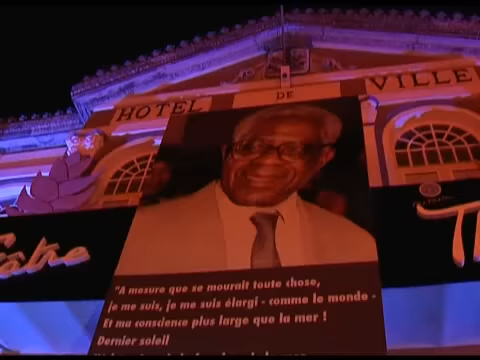 HOTEL DE VILLE
âtre
T
"A mesure que se mourait toute chose,
je me suis, je me suis élargi - comme le monde -
Et ma conscience plus large que la mer !
Dernier soleil